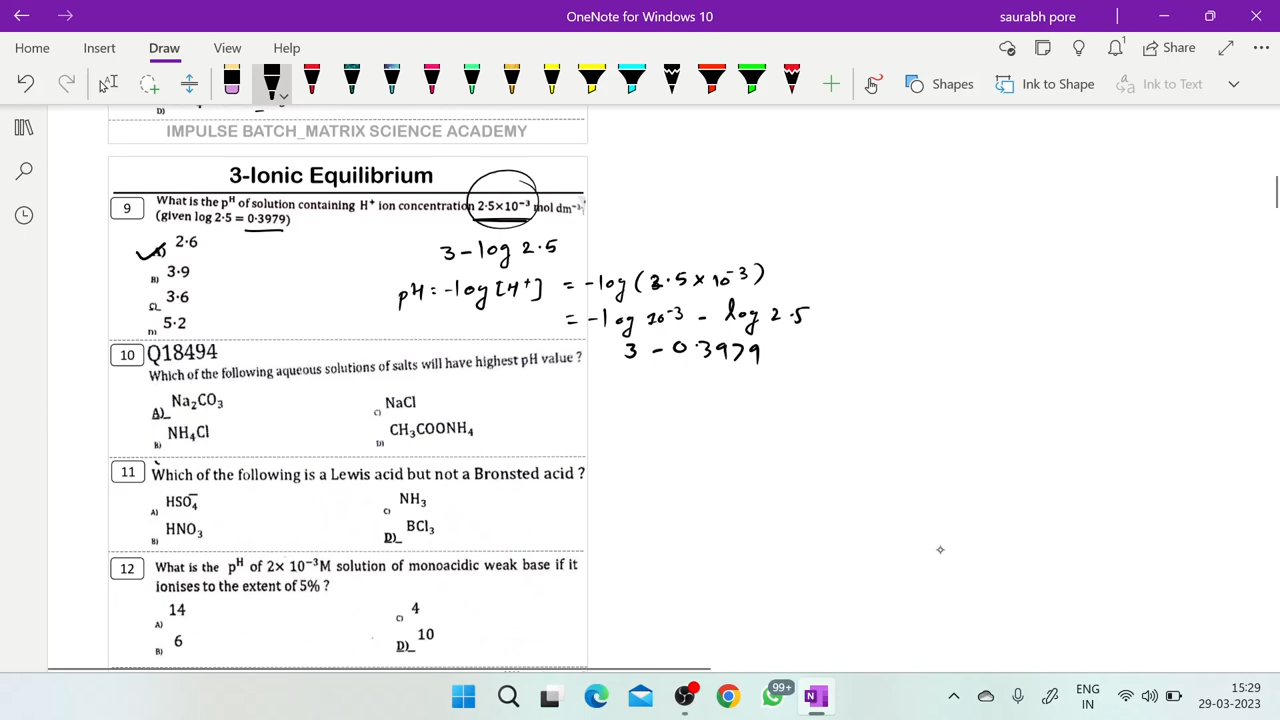 OneNote for Windows 10
saurabh pore
Home Insert Draw View Help
Share
Shapes
Ink to Shape
Ink to Text
D)
IMPULSE BATCH_MATRIX SCIENCE ACADEMY
3-Ionic Equilibrium
9 What is the pᴴ of solution containing H⁺ ion concentration 2·5×10⁻³ mol dm⁻³
(given log 2·5 = 0·3979)
A) 2·6
B) 3·9
C) 3·6
D) 5·2
3 - log 2·5
pH = -log [H⁺] = -log (2·5 × 10⁻³)
= -log 10⁻³ - log 2·5
3 - 0·3979
10 Q18494
Which of the following aqueous solutions of salts will have highest pH value ?
A) Na₂CO₃
C) NaCl
B) NH₄Cl
D) CH₃COONH₄
11 Which of the following is a Lewis acid but not a Bronsted acid ?
A) HSO₄⁻
C) NH₃
B) HNO₃
D) BCl₃
12 What is the pᴴ of 2× 10⁻³M solution of monoacidic weak base if it
ionises to the extent of 5% ?
A) 14
C) 4
B) 6
D) 10
99+
ENG
IN
15:29
29-03-2023